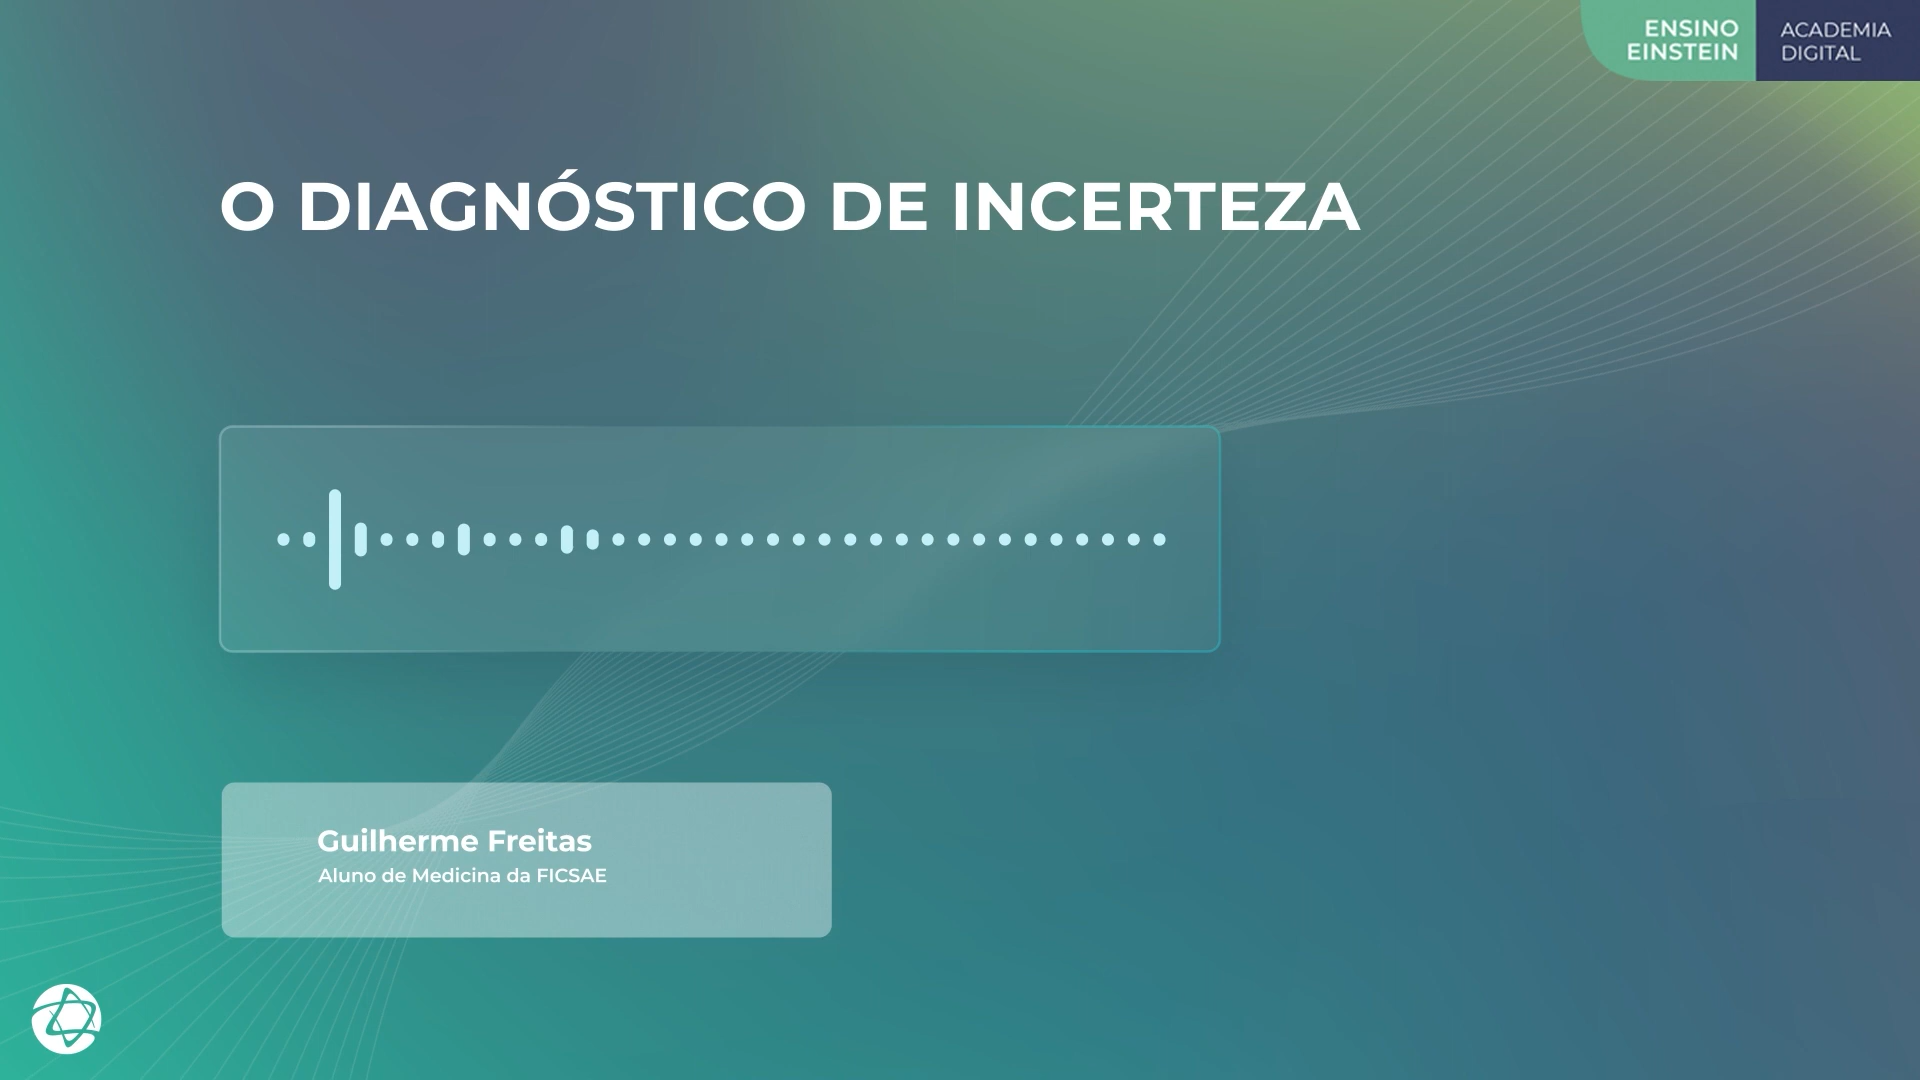 ENSINO
EINSTEIN
ACADEMIA
DIGITAL
O DIAGNÓSTICO DE INCERTEZA
Guilherme Freitas
Aluno de Medicina da FICSAE